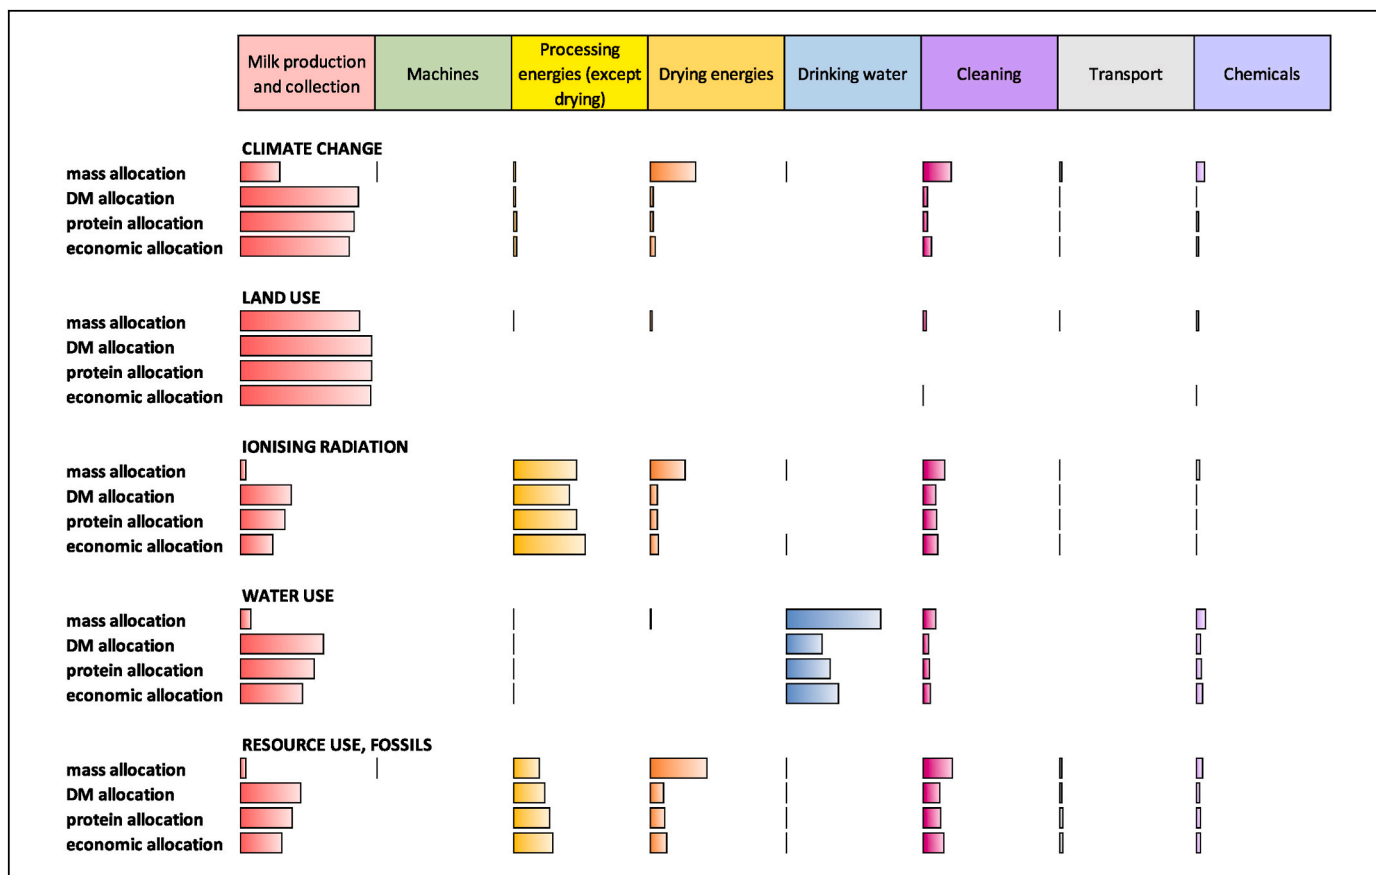 Milk production
and collection
Machines
Processing
energies (except
drying)
Drying energies
Drinking water
Cleaning
Transport
Chemicals
CLIMATE CHANGE
mass allocation
DM allocation
protein allocation
economic allocation
LAND USE
mass allocation
DM allocation
protein allocation
economic allocation
IONISING RADIATION
mass allocation
DM allocation
protein allocation
economic allocation
WATER USE
mass allocation
DM allocation
protein allocation
economic allocation
RESOURCE USE, FOSSILS
mass allocation
DM allocation
protein allocation
economic allocation